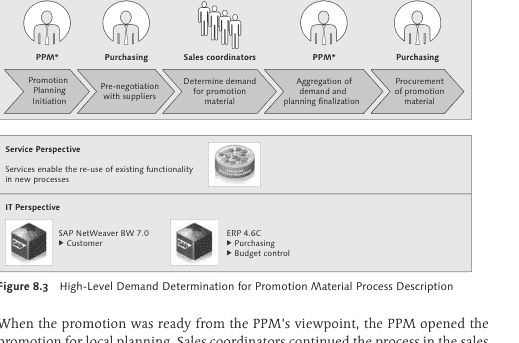 PPM* Purchasing Sales coordinators PPM* Purchasing
Promotion
Planning
Initiation
Pre-negotiation
with suppliers
Determine demand
for promotion
material
Aggregation of
demand and
planning finalization
Procurement
of promotion
material
Service Perspective
Services enable the re-use of existing functionality
in new processes
IT Perspective
SAP NetWeaver BW 7.0
▶ Customer
ERP 4.6C
▶ Purchasing
▶ Budget control
Figure 8.3 High-Level Demand Determination for Promotion Material Process Description
When the promotion was ready from the PPM's viewpoint, the PPM opened the
promotion for local planning. Sales coordinators continued the process in the sales